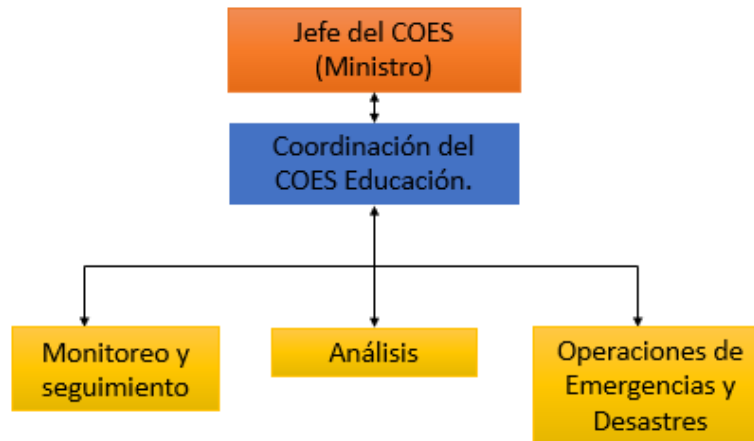 Jefe del COES
(Ministro)
Coordinación del
COES Educación.
Monitoreo y
seguimiento
Análisis
Operaciones de
Emergencias y
Desastres